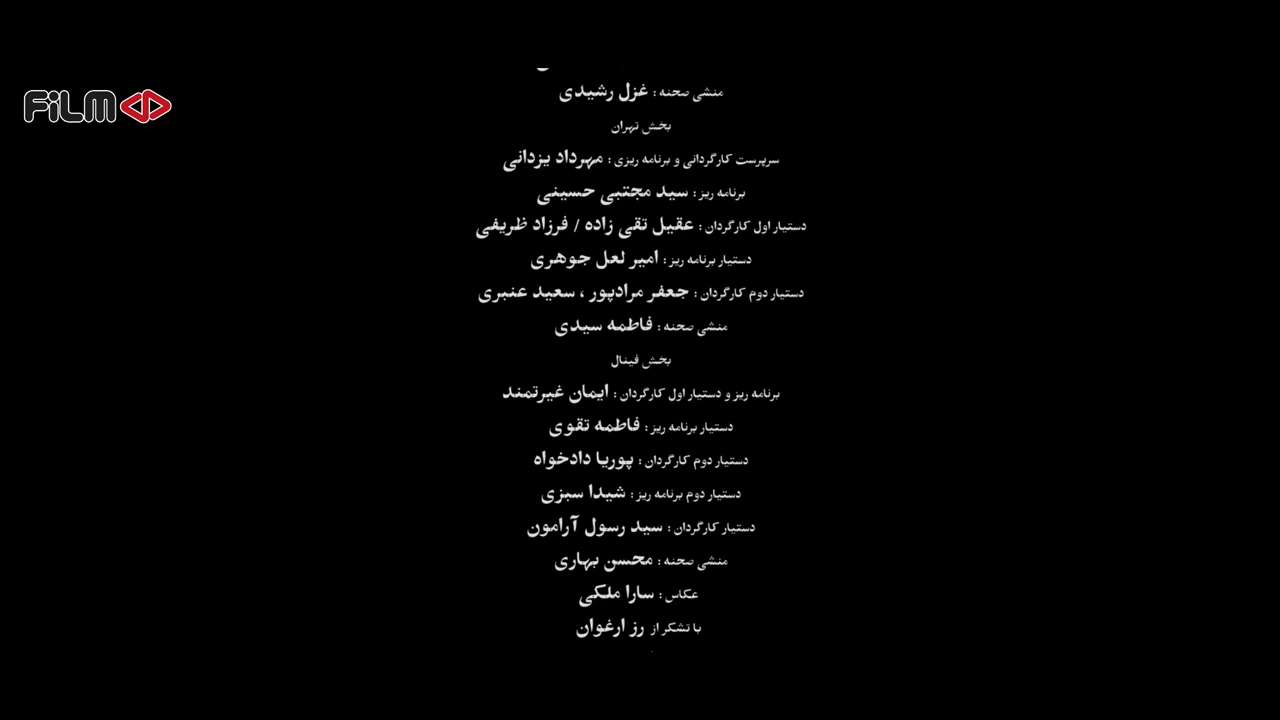 FiLM
منشی صحنه : غزل رشیدی
بخش تهران
سرپرست کارگردانی و برنامه ریزی : مهرداد یزدانی
برنامه ریز : سید مجتبی حسینی
دستیار اول کارگردان : عقیل تقی زاده / فرزاد ظریفی
دستیار برنامه ریز : امیر لعل جوهری
دستیار دوم کارگردان : جعفر مرادپور ، سعید عنبری
منشی صحنه : فاطمه سیدی
بخش فینال
برنامه ریز و دستیار اول کارگردان : ایمان غیرتمند
دستیار برنامه ریز : فاطمه تقوی
دستیار دوم کارگردان : پوریا دادخواه
دستیار دوم برنامه ریز : شیدا سبزی
دستیار کارگردان : سید رسول آرامون
منشی صحنه : محسن بهاری
عکاس : سارا ملکی
با تشکر از رز ارغوان